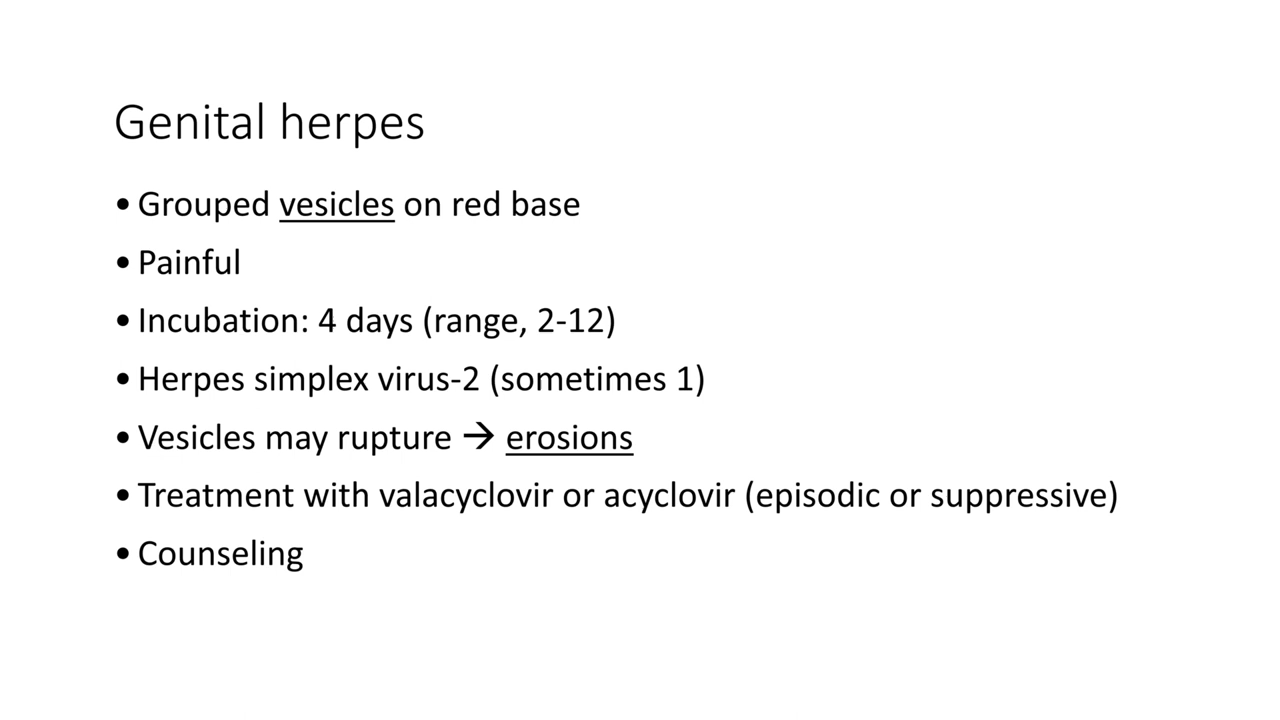 Genital herpes
• Grouped vesicles on red base
• Painful
• Incubation: 4 days (range, 2-12)
• Herpes simplex virus-2 (sometimes 1)
• Vesicles may rupture → erosions
• Treatment with valacyclovir or acyclovir (episodic or suppressive)
• Counseling